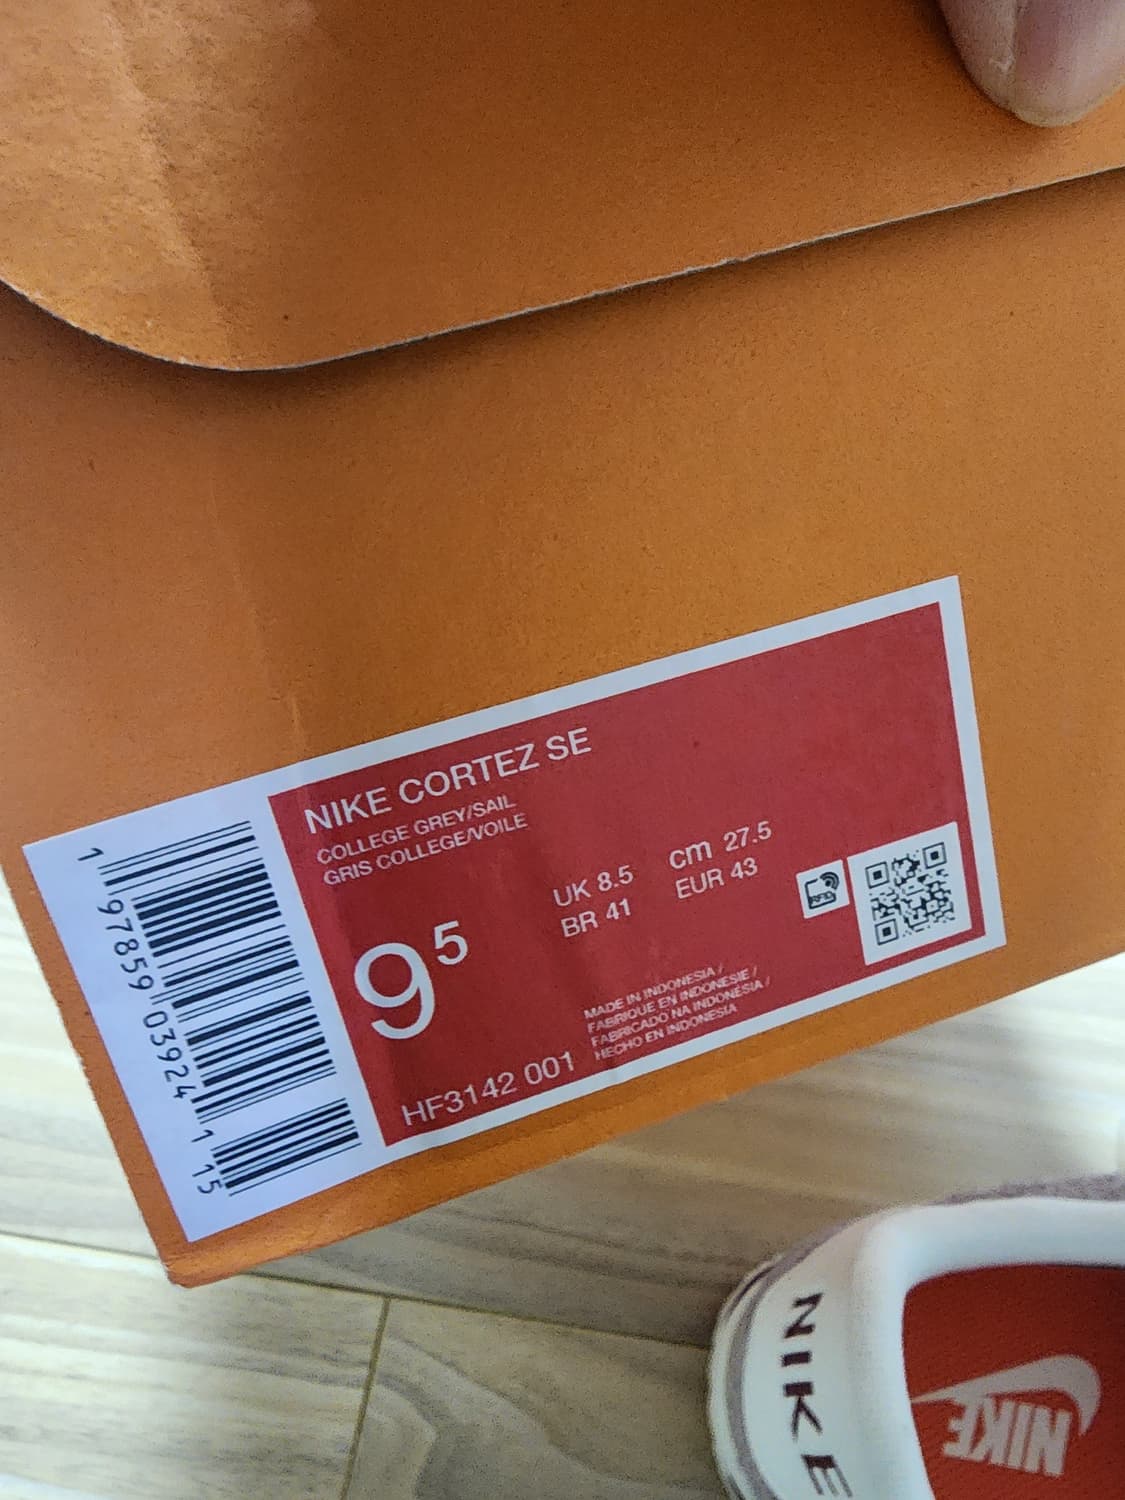 NIKE CORTEZ SE
COLLEGE GREY/SAIL
GRIS COLLEGE/VOILE
9⁵
UK 8.5
BR 41
cm 27.5
EUR 43
RFID
MADE IN INDONESIA /
FABRIQUE EN INDONESIE /
FABRICADO NA INDONÉSIA /
HECHO EN INDONESIA
HF3142 001
1 97859 03924 1 15
NIKE
NIKE